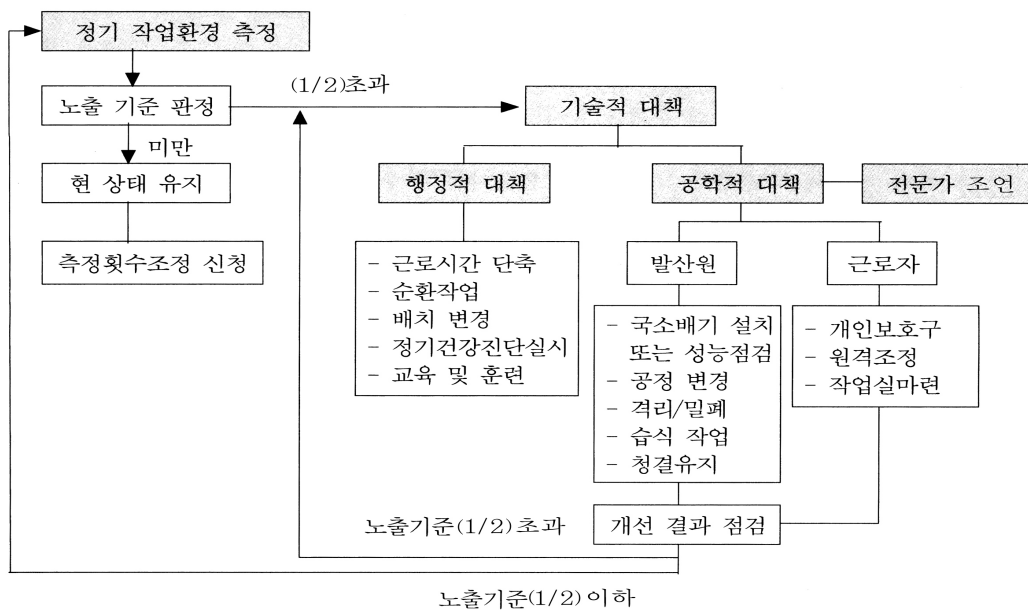 정기 작업환경 측정
(1/2)초과
노출 기준 판정
기술적 대책
미만
현 상태 유지
행정적 대책
공학적 대책
전문가 조언
측정횟수조정 신청
- 근로시간 단축
- 순환작업
- 배치 변경
- 정기건강진단실시
- 교육 및 훈련
발산원
근로자
- 국소배기 설치
또는 성능점검
- 공정 변경
- 격리/밀폐
- 습식 작업
- 청결유지
- 개인보호구
- 원격조정
- 작업실마련
노출기준(1/2)초과
개선 결과 점검
노출기준(1/2)이하